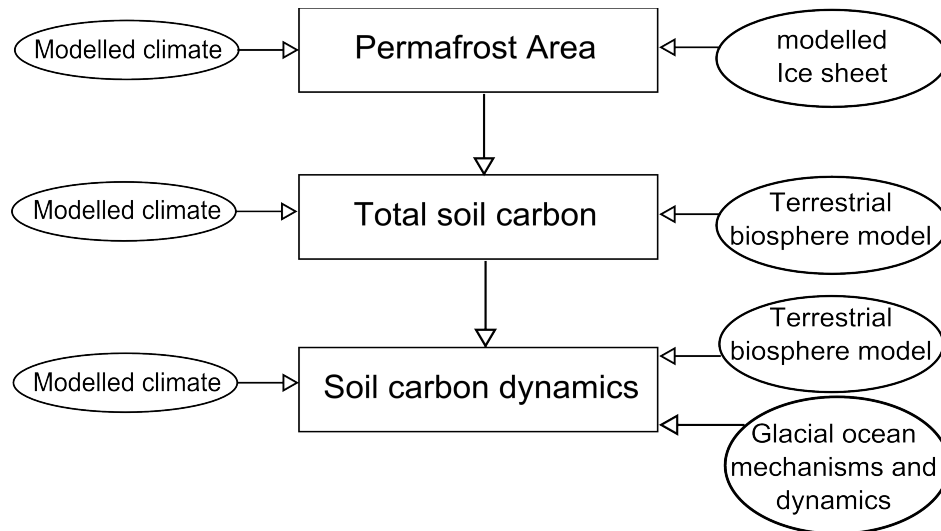 Modelled climate
Permafrost Area
modelled
Ice sheet
Modelled climate
Total soil carbon
Terrestrial
biosphere model
Modelled climate
Soil carbon dynamics
Terrestrial
biosphere model
Glacial ocean
mechanisms and
dynamics